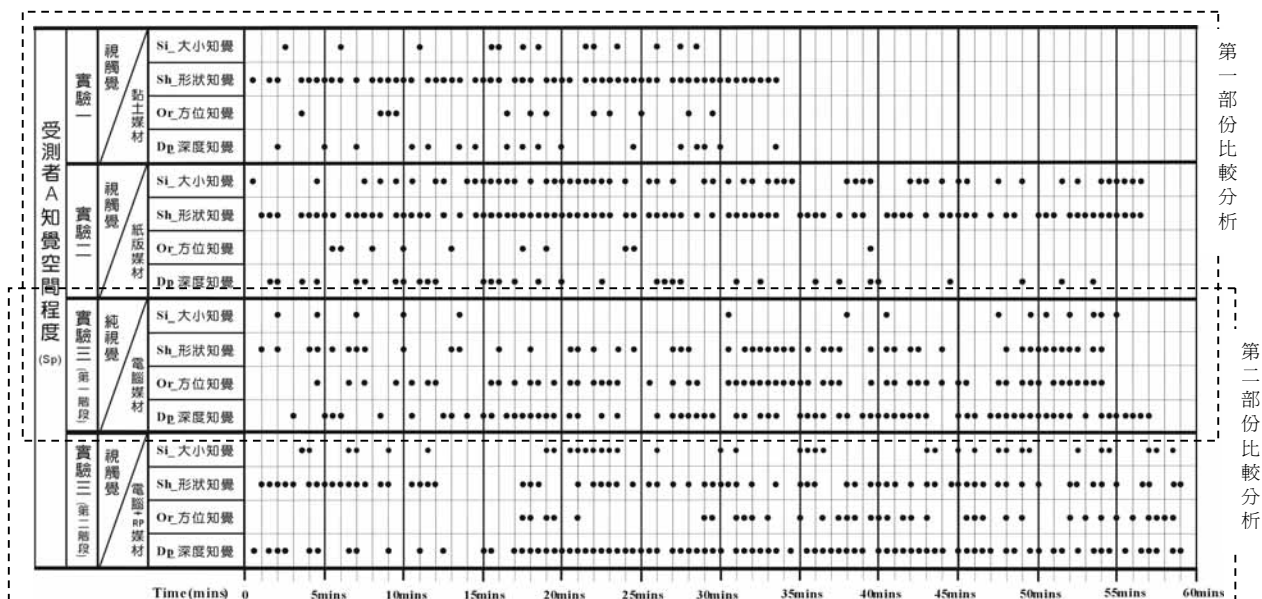 受測者A知覺空間程度(Sp)
實驗一
視觸覺
黏土媒材
Si_大小知覺
Sh_形狀知覺
Or_方位知覺
Dp_深度知覺
實驗二
視觸覺
紙版媒材
Si_大小知覺
Sh_形狀知覺
Or_方位知覺
Dp_深度知覺
實驗三(第一階段)
純視覺
電腦媒材
Si_大小知覺
Sh_形狀知覺
Or_方位知覺
Dp_深度知覺
實驗三(第二階段)
視觸覺
電腦+RP媒材
Si_大小知覺
Sh_形狀知覺
Or_方位知覺
Dp_深度知覺
Time(mins) 0 5mins 10mins 15mins 20mins 25mins 30mins 35mins 40mins 45mins 50mins 55mins 60mins
第一部份比較分析
第二部份比較分析